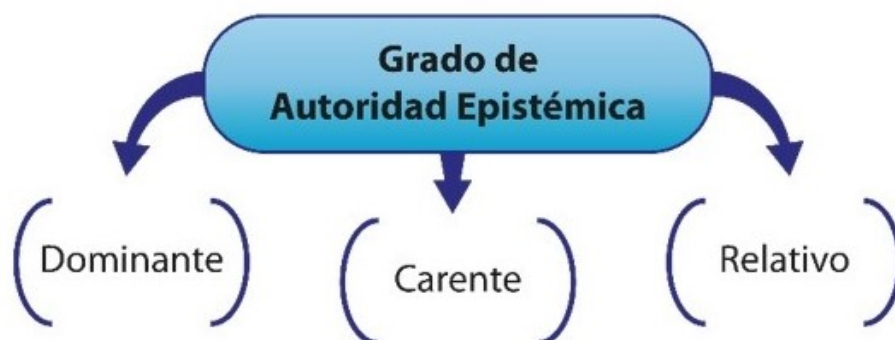 Grado de
Autoridad Epistémica
Dominante
Carente
Relativo